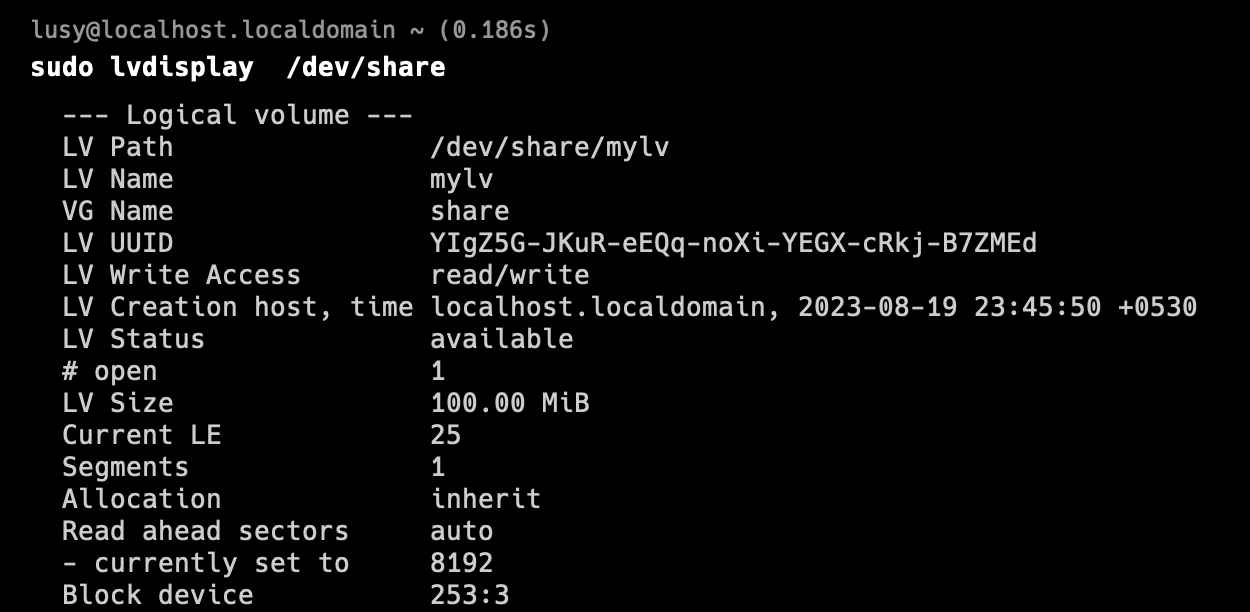 lusy@localhost.localdomain ~ (0.186s)
sudo lvdisplay  /dev/share
--- Logical volume ---
LV Path                /dev/share/mylv
LV Name                mylv
VG Name                share
LV UUID                YIgZ5G-JKuR-eEQq-noXi-YEGX-cRkj-B7ZMEd
LV Write Access        read/write
LV Creation host, time localhost.localdomain, 2023-08-19 23:45:50 +0530
LV Status              available
# open                 1
LV Size                100.00 MiB
Current LE             25
Segments               1
Allocation             inherit
Read ahead sectors     auto
- currently set to     8192
Block device           253:3